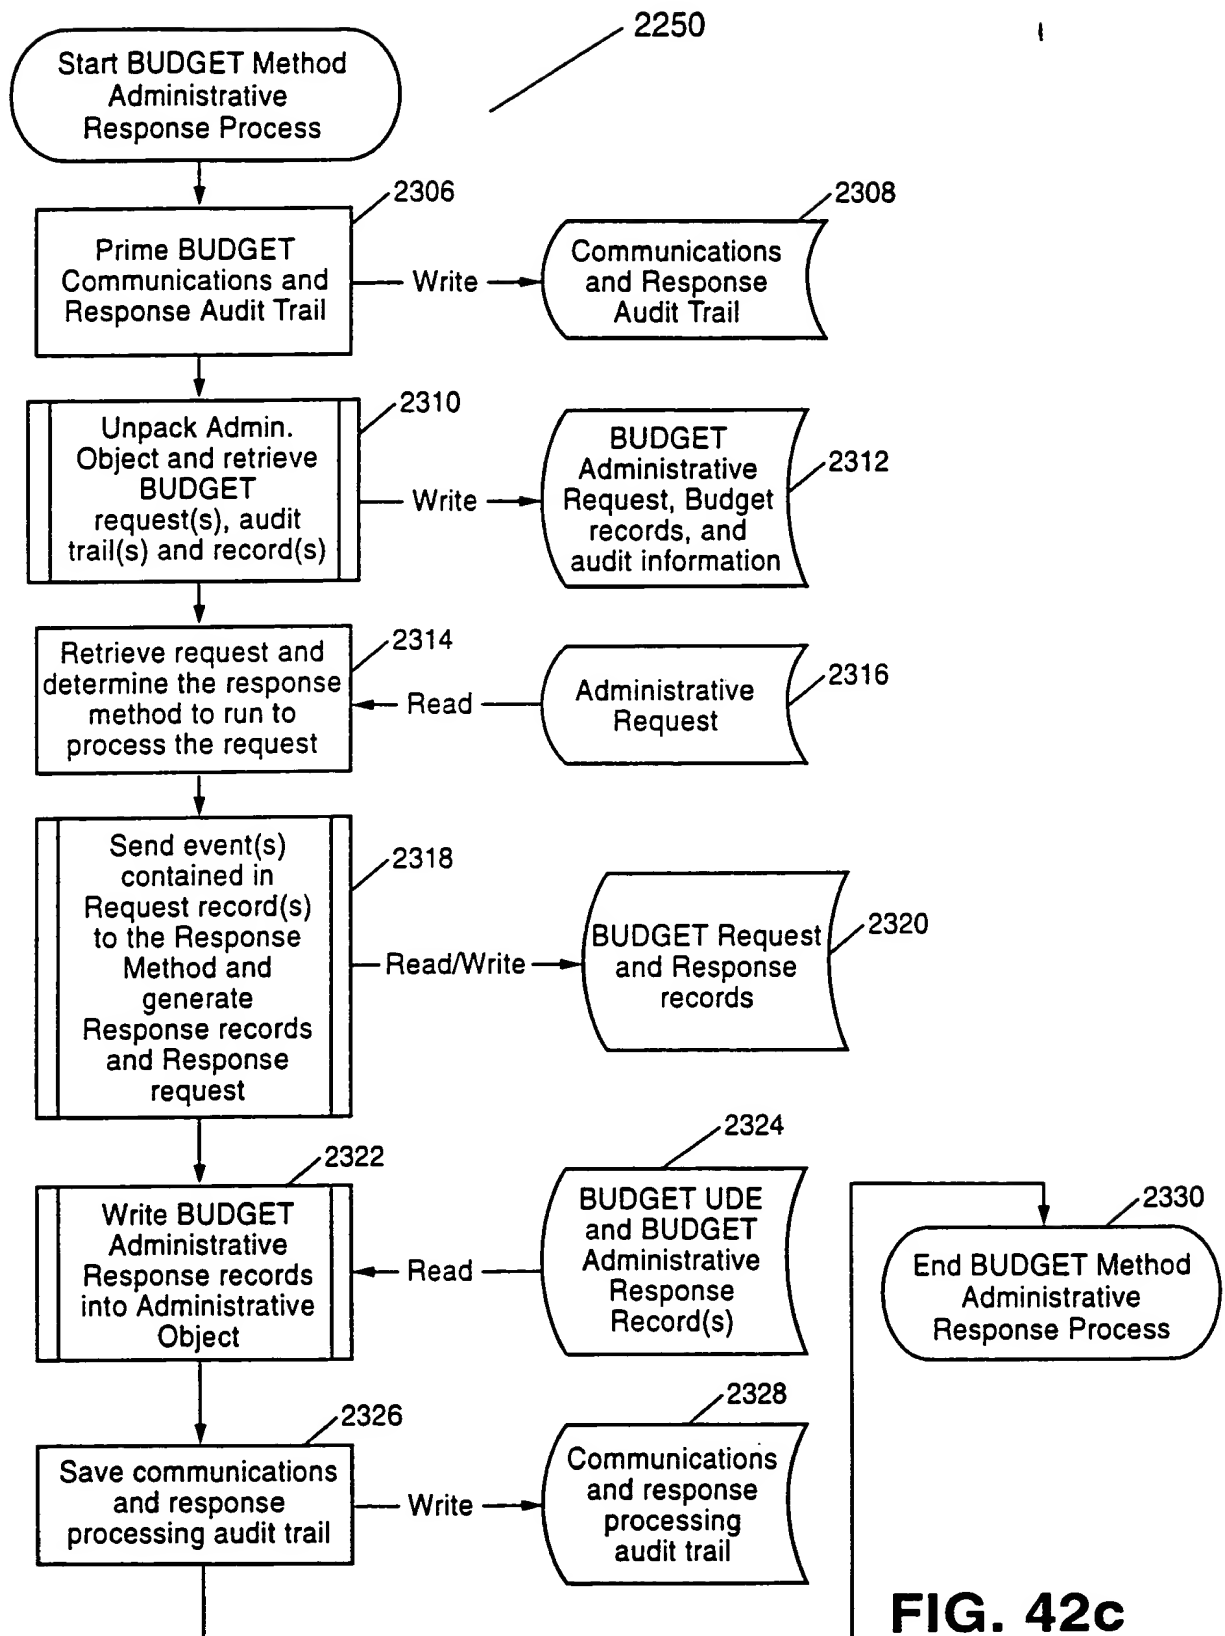 2250
Start BUDGET Method
Administrative
Response Process
2306
Prime BUDGET
Communications and
Response Audit Trail
Write
2308
Communications
and Response
Audit Trail
2310
Unpack Admin.
Object and retrieve
BUDGET
request(s), audit
trail(s) and record(s)
Write
2312
BUDGET
Administrative
Request, Budget
records, and
audit information
2314
Retrieve request and
determine the response
method to run to
process the request
Read
2316
Administrative
Request
2318
Send event(s)
contained in
Request record(s)
to the Response
Method and
generate
Response records
and Response
request
Read/Write
2320
BUDGET Request
and Response
records
2322
Write BUDGET
Administrative
Response records
into Administrative
Object
Read
2324
BUDGET UDE
and BUDGET
Administrative
Response
Record(s)
2326
Save communications
and response
processing audit trail
Write
2328
Communications
and response
processing
audit trail
2330
End BUDGET Method
Administrative
Response Process
FIG. 42c